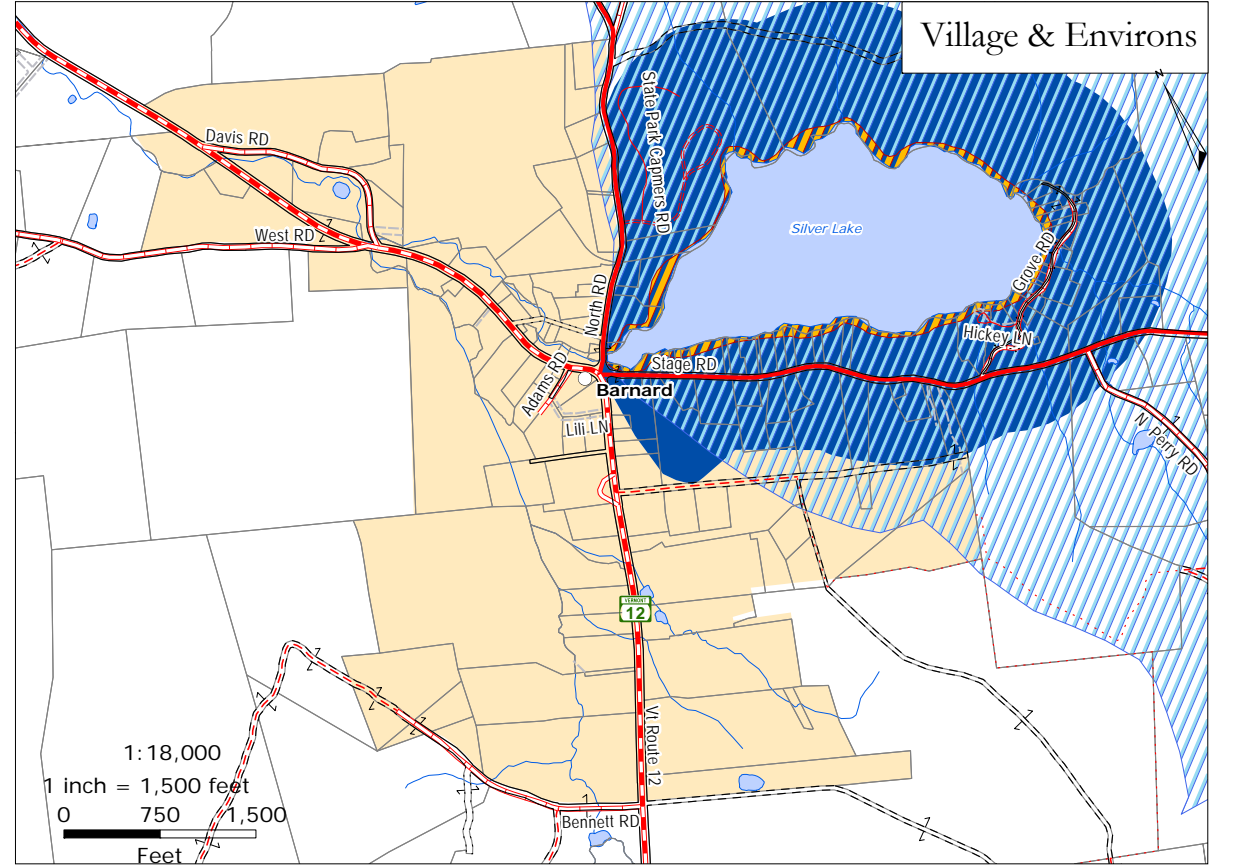 Village & Environs
N
State Park Capmers RD
Davis RD
West RD
Silver Lake
Grove RD
North RD
Hickey LN
Stage RD
Adams RD
Barnard
Lili LN
N Perry RD
VERMONT
12
Vt Route 12
1:18,000
1 inch = 1,500 feet
0 750 1,500
Feet
Bennett RD